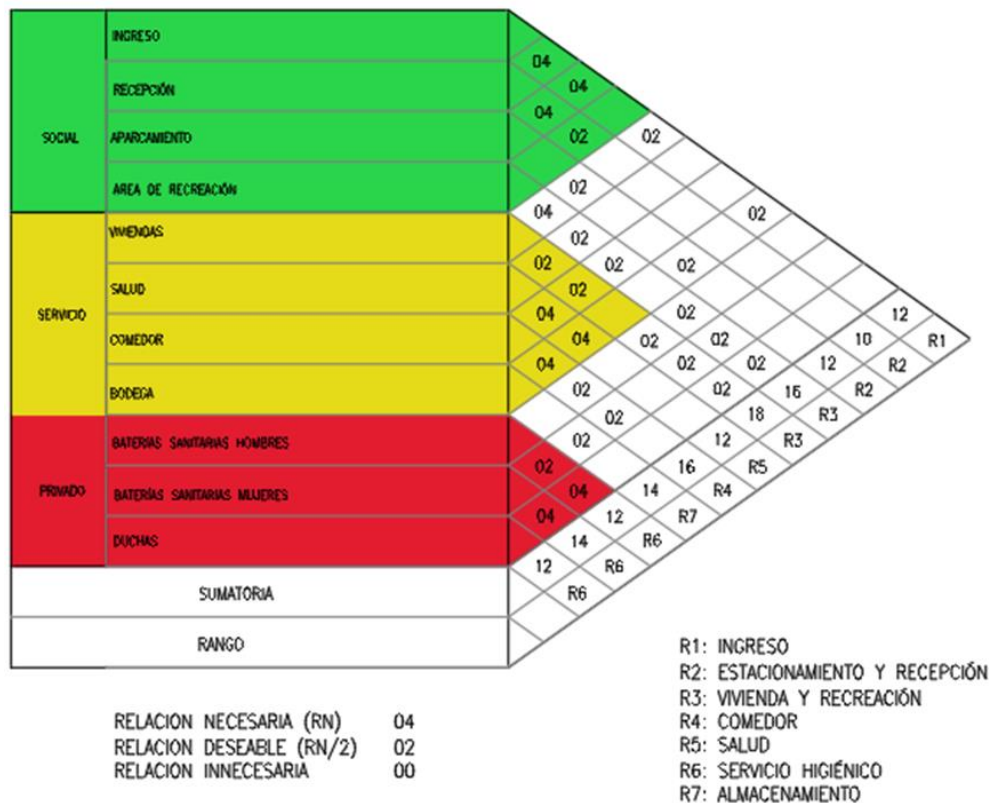 INGRESO
04
RECEPCIÓN
04
04
SOCIAL
APARCAMIENTO
02
02
AREA DE RECREACIÓN
02
04
02
VIVIENDAS
02
02
02
02
SALUD
02
02
SERVICIO
04
12
COMEDOR
04
02
02
10
R1
04
02
02
12
R2
BODEGA
02
02
16
R2
02
18
R3
BATERÍAS SANITARIAS HOMBRES
02
12
R3
02
16
R5
PRIVADO
BATERÍAS SANITARIAS MUJERES
04
14
R4
04
12
R7
DUCHAS
14
R6
12
R6
SUMATORIA
R6
RANGO
R1: INGRESO
R2: ESTACIONAMIENTO Y RECEPCIÓN
R3: VIVIENDA Y RECREACIÓN
R4: COMEDOR
R5: SALUD
R6: SERVICIO HIGIÉNICO
R7: ALMACENAMIENTO
RELACION NECESARIA (RN) 04
RELACION DESEABLE (RN/2) 02
RELACION INNECESARIA 00